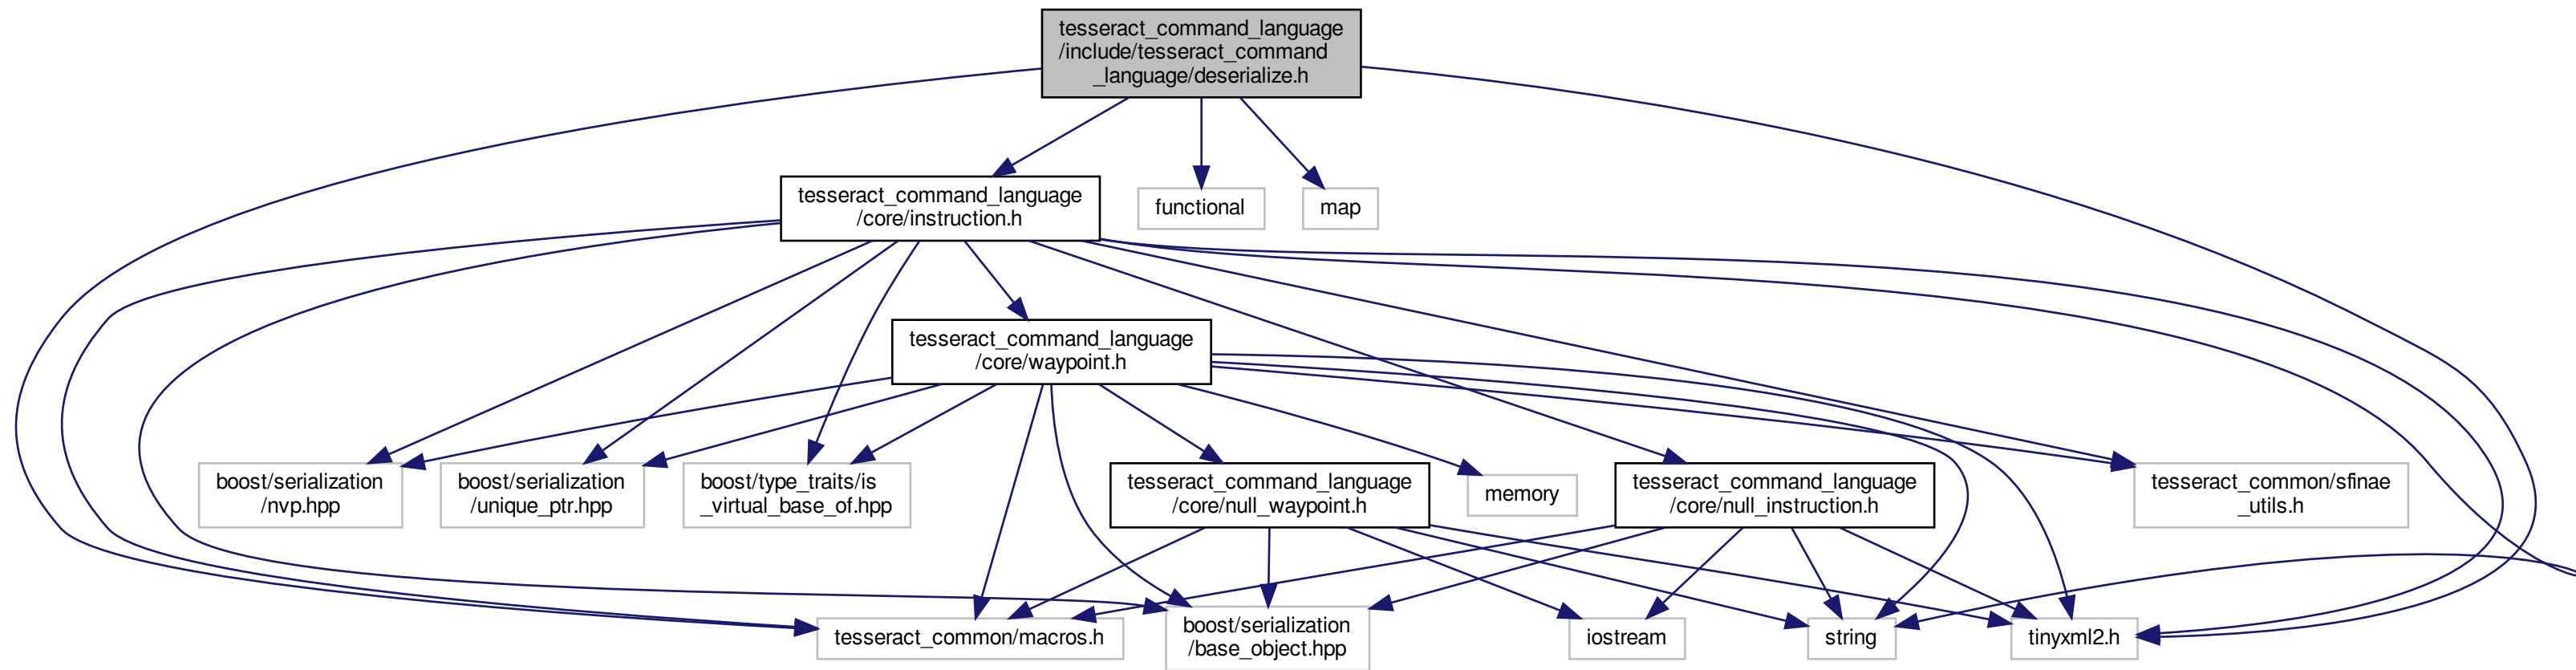 tesseract_command_language
/include/tesseract_command
_language/deserialize.h
tesseract_command_language
/core/instruction.h
functional
map
tesseract_command_language
/core/waypoint.h
boost/serialization
/nvp.hpp
boost/serialization
/unique_ptr.hpp
boost/type_traits/is
_virtual_base_of.hpp
tesseract_command_language
/core/null_waypoint.h
memory
tesseract_command_language
/core/null_instruction.h
tesseract_common/sfinae
_utils.h
tesseract_common/macros.h
boost/serialization
/base_object.hpp
iostream
string
tinyxml2.h